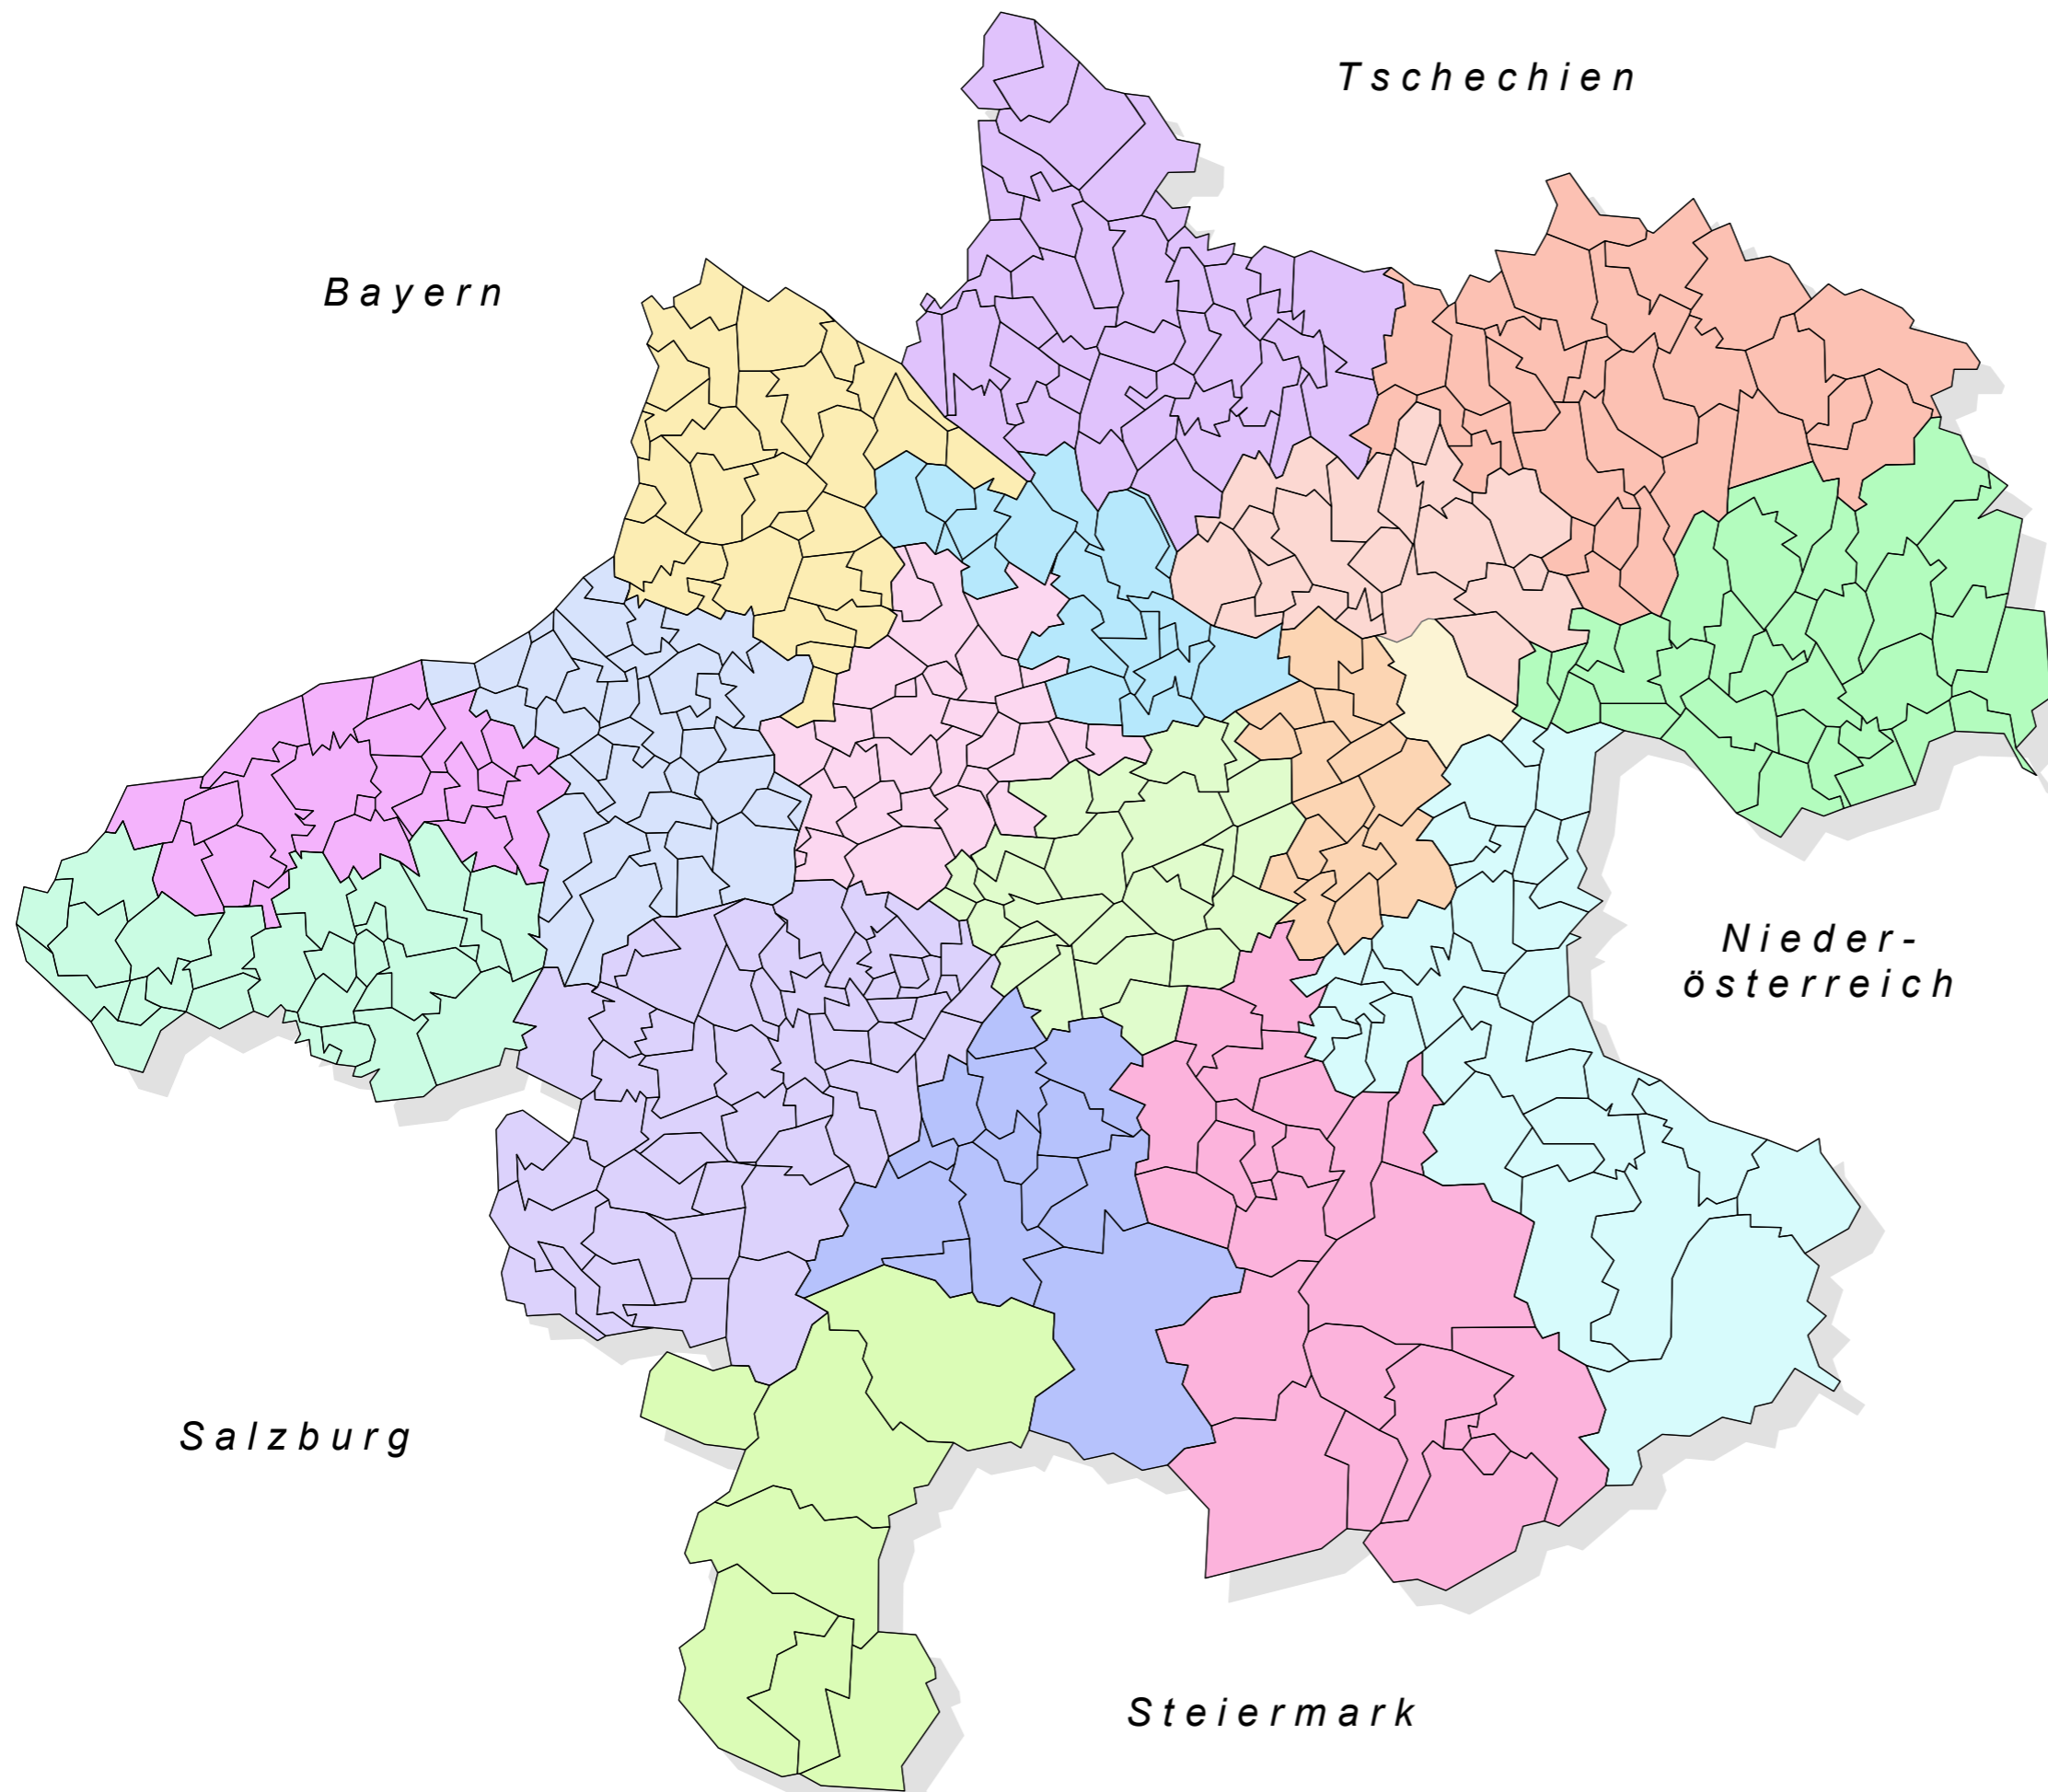 Tschechien
Bayern
Nieder-
österreich
Salzburg
Steiermark